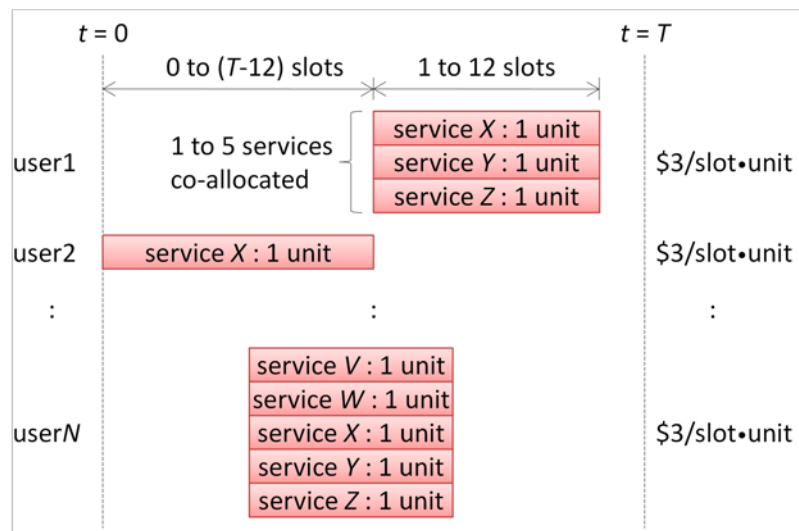 t = 0
t = T
0 to (T-12) slots
1 to 12 slots
user1
1 to 5 services
co-allocated
service X : 1 unit
service Y : 1 unit
service Z : 1 unit
$3/slot•unit
user2
service X : 1 unit
$3/slot•unit
:
:
:
userN
service V : 1 unit
service W : 1 unit
service X : 1 unit
service Y : 1 unit
service Z : 1 unit
$3/slot•unit